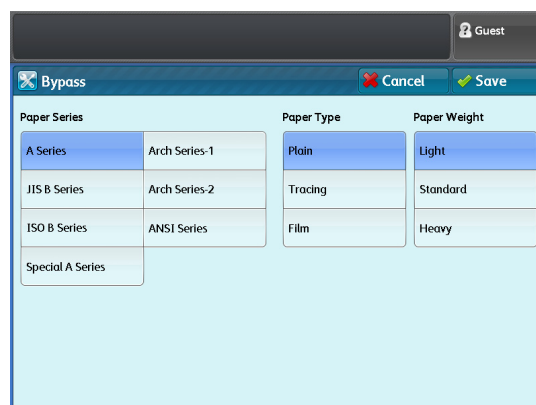 Guest
Bypass
Cancel
Save
Paper Series
Paper Type
Paper Weight
A Series
Arch Series-1
Plain
Light
JIS B Series
Arch Series-2
Tracing
Standard
ISO B Series
ANSI Series
Film
Heavy
Special A Series